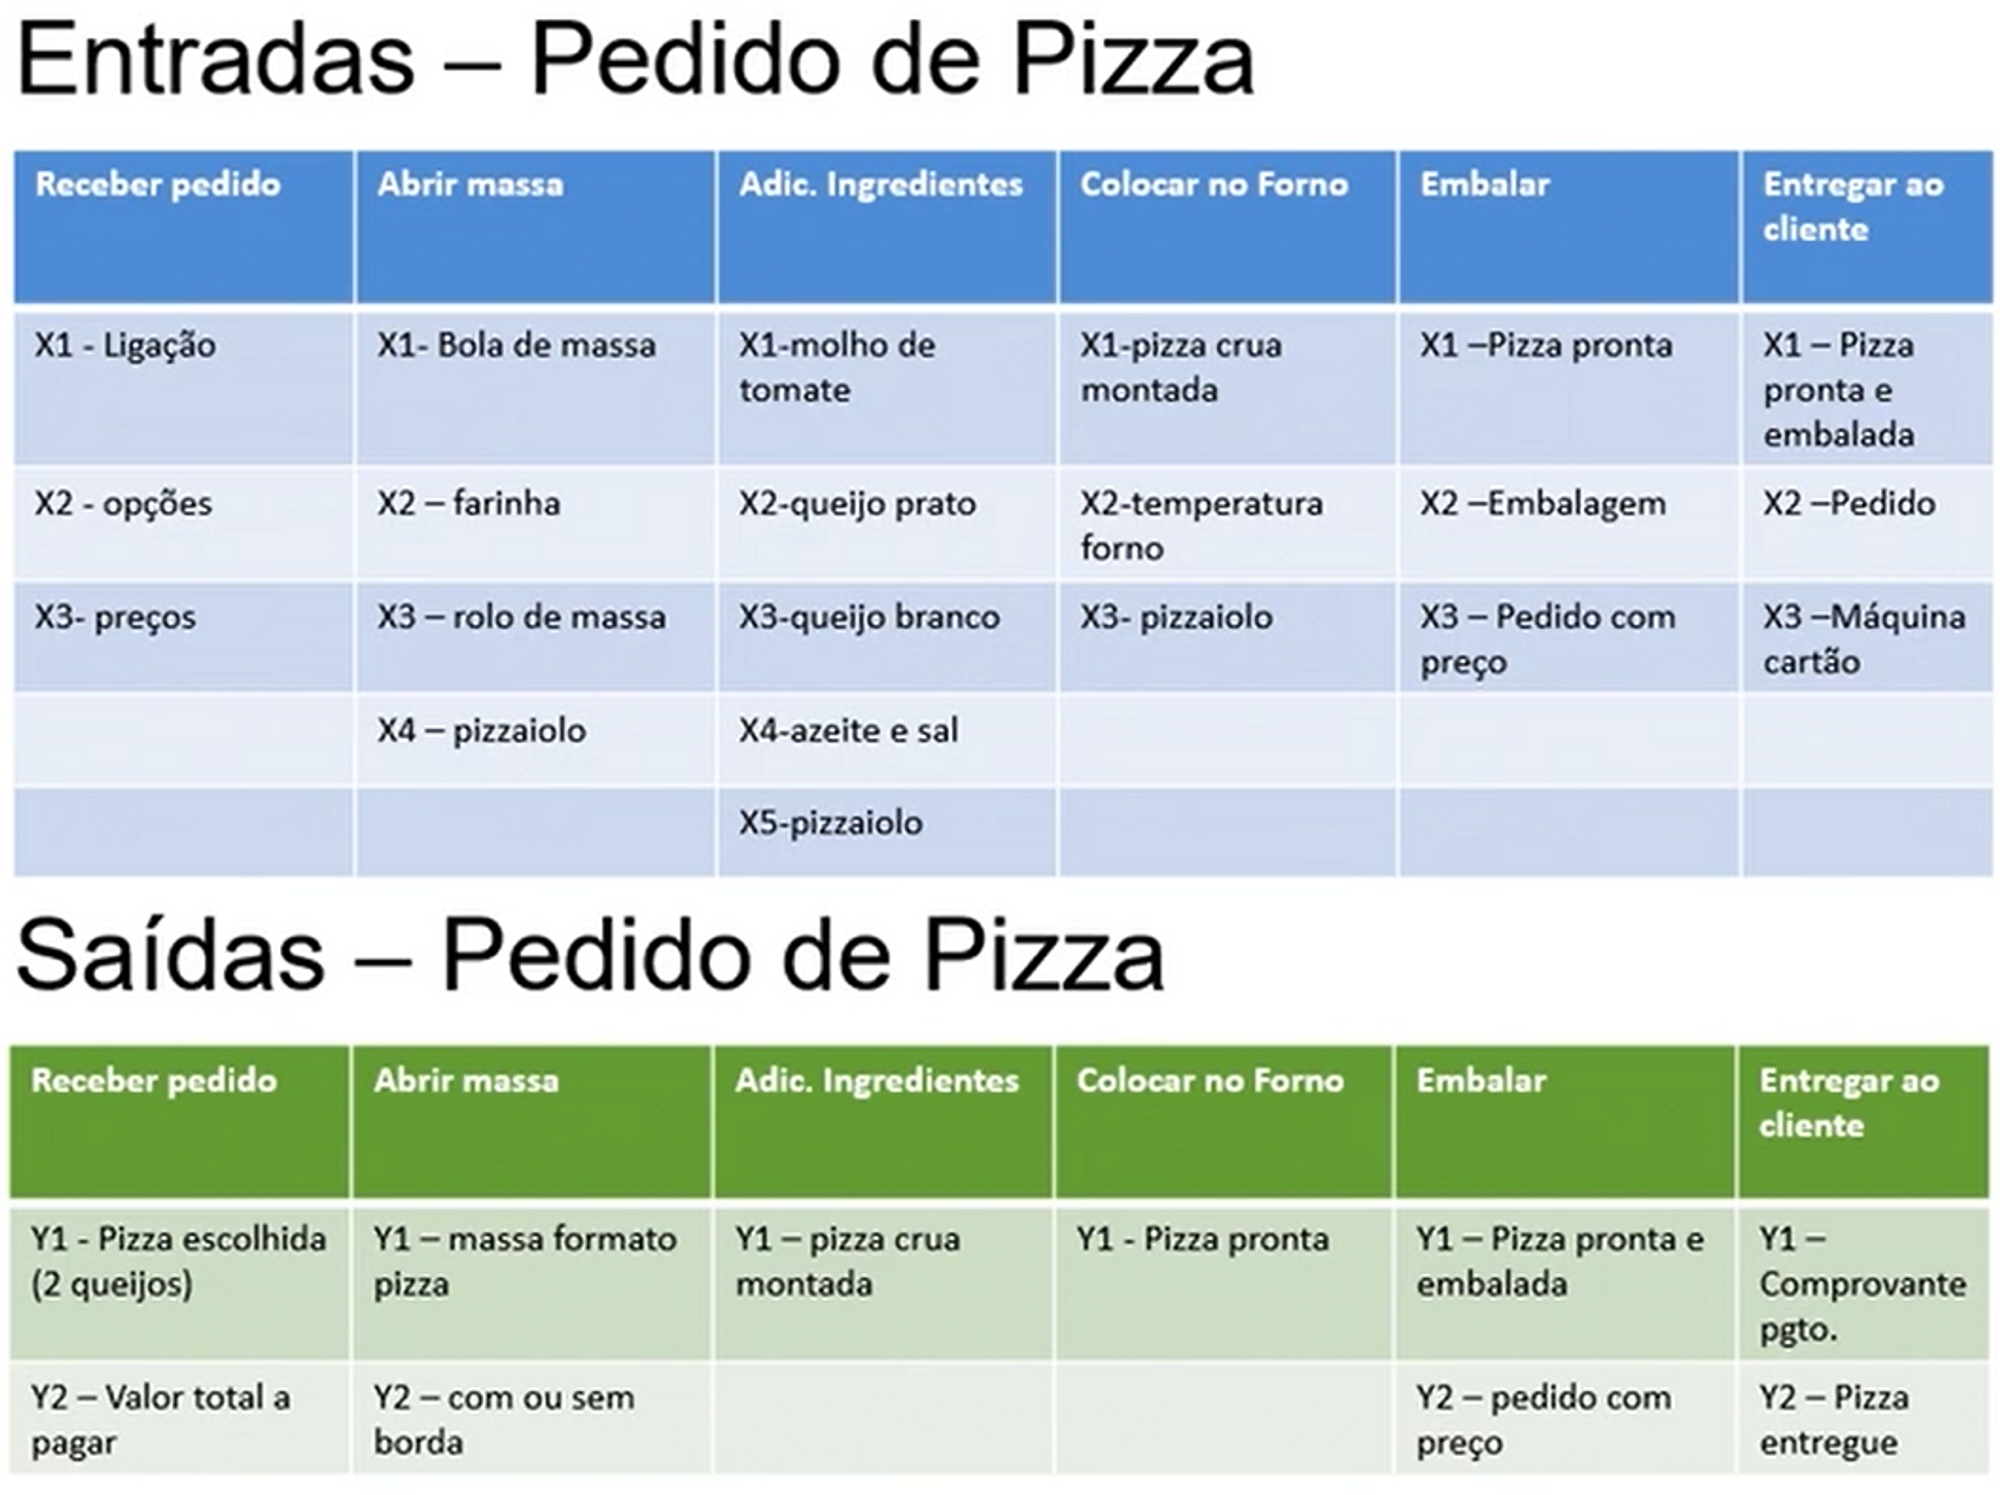 Entradas – Pedido de Pizza
Receber pedido
Abrir massa
Adic. Ingredientes
Colocar no Forno
Embalar
Entregar ao
cliente
X1 - Ligação
X1- Bola de massa
X1-molho de
tomate
X1-pizza crua
montada
X1 –Pizza pronta
X1 – Pizza
pronta e
embalada
X2 - opções
X2 – farinha
X2-queijo prato
X2-temperatura
forno
X2 –Embalagem
X2 –Pedido
X3- preços
X3 – rolo de massa
X3-queijo branco
X3- pizzaiolo
X3 – Pedido com
preço
X3 –Máquina
cartão
X4 – pizzaiolo
X4-azeite e sal
X5-pizzaiolo
Saídas – Pedido de Pizza
Receber pedido
Abrir massa
Adic. Ingredientes
Colocar no Forno
Embalar
Entregar ao
cliente
Y1 - Pizza escolhida
(2 queijos)
Y1 – massa formato
pizza
Y1 – pizza crua
montada
Y1 - Pizza pronta
Y1 – Pizza pronta e
embalada
Y1 –
Comprovante
pgto.
Y2 – Valor total a
pagar
Y2 – com ou sem
borda
Y2 – pedido com
preço
Y2 – Pizza
entregue